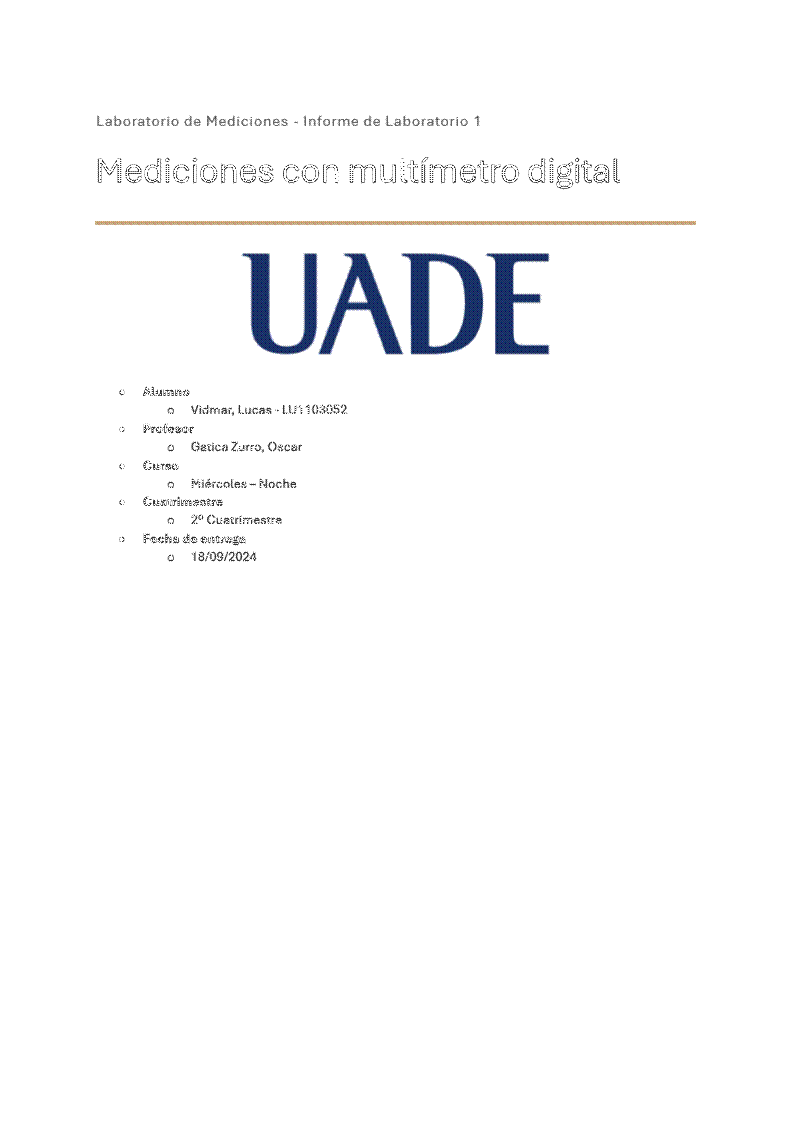 Laboratorio de Mediciones - Informe de Laboratorio 1
Mediciones con multímetro digital
UADE
○ Alumno
○ Vidmar, Lucas - LU1103052
○ Profesor
○ Gatica Zurro, Oscar
○ Curso
○ Miércoles – Noche
○ Cuatrimestre
○ 2º Cuatrimestre
○ Fecha de entrega
○ 18/09/2024